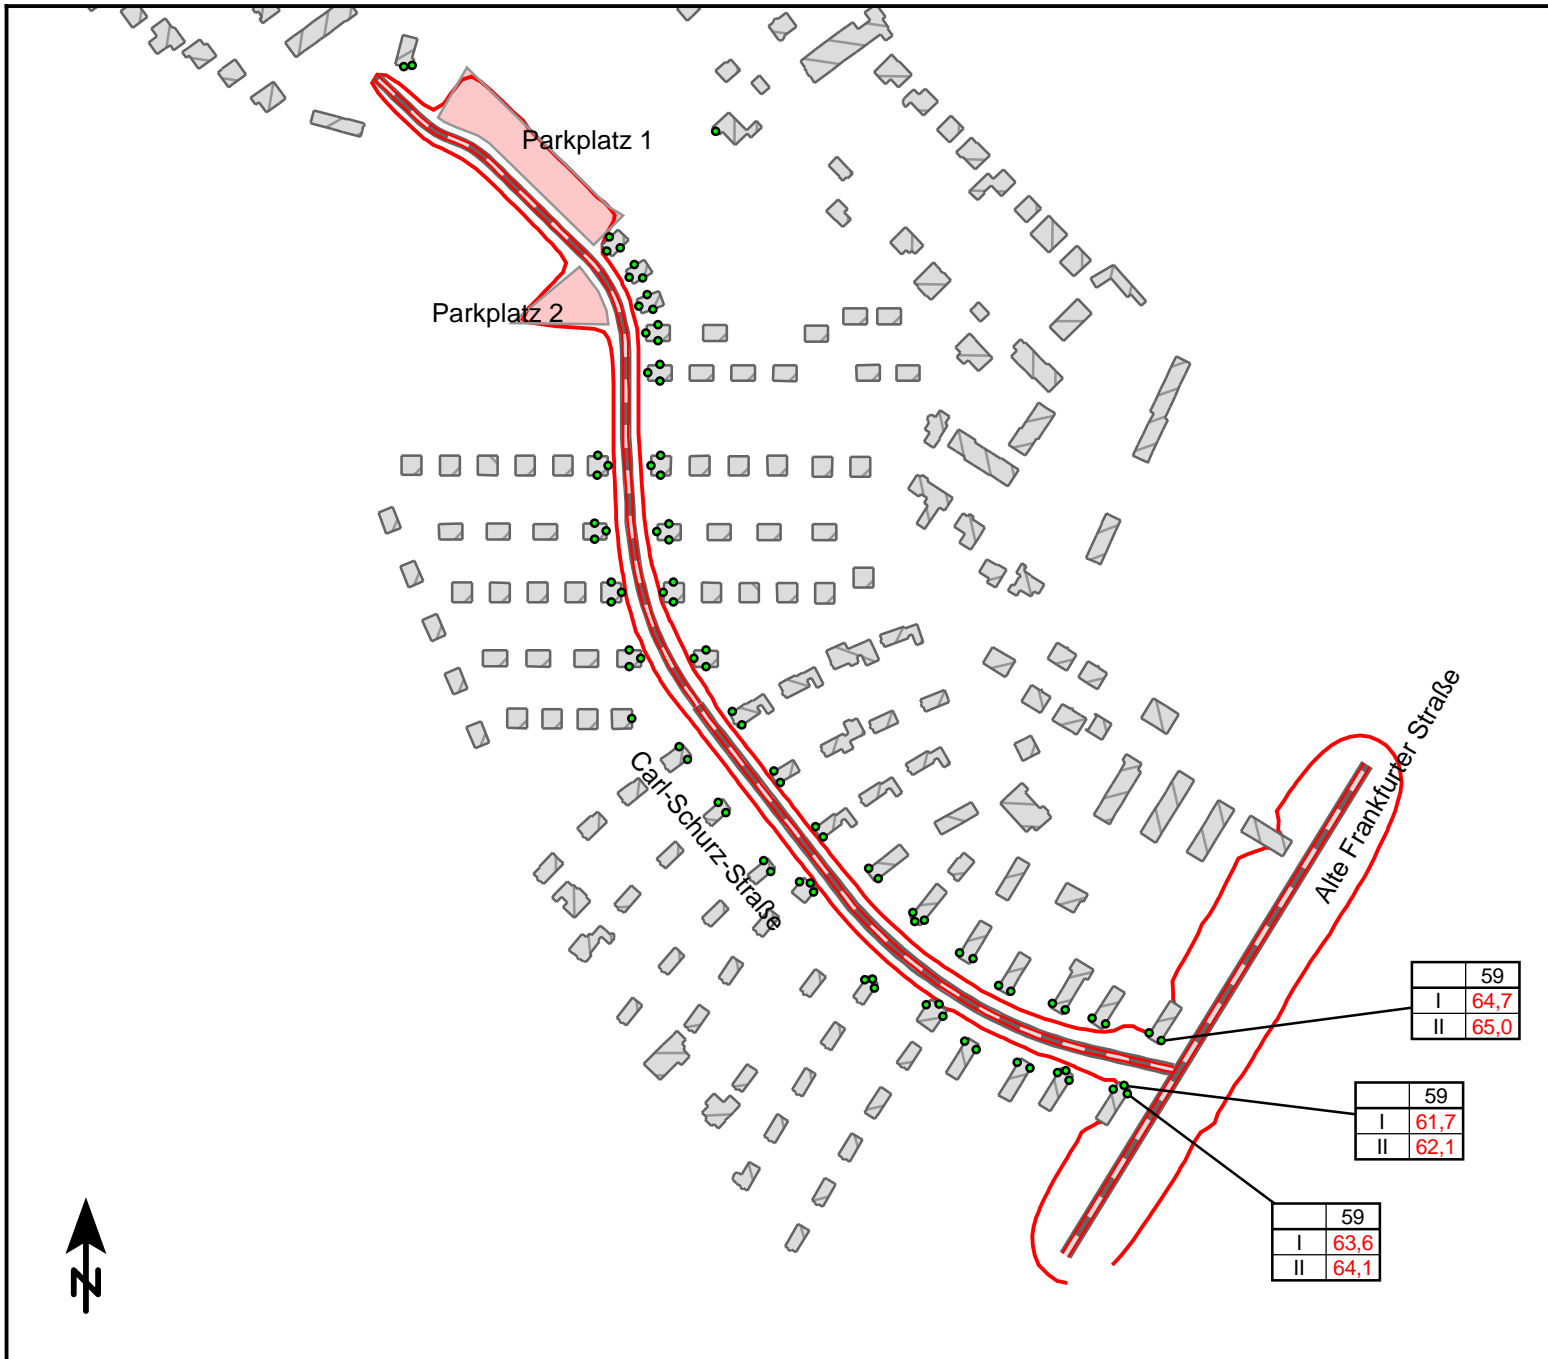 Parkplatz 1
Parkplatz 2
Carl-Schurz-Straße
Alte Frankfurter Straße
59
I 64,7
II 65,0
59
I 61,7
II 62,1
59
I 63,6
II 64,1
N